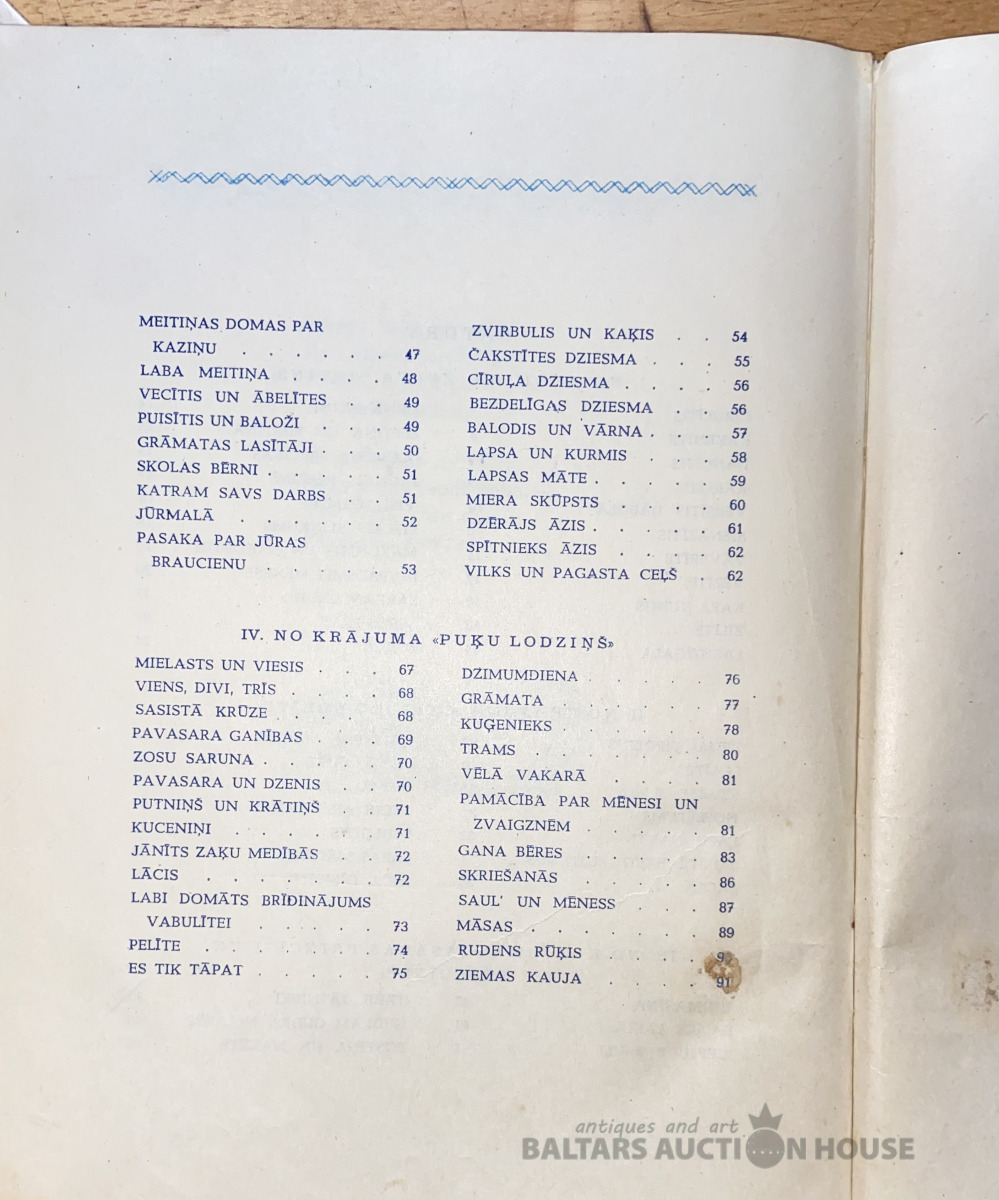 MEITIŅAS DOMAS PAR
KAZIŅU . . . . . . 47
LABA MEITIŅA . . . . . 48
VECĪTIS UN ĀBELĪTES . . . 49
PUISĪTIS UN BALOŽI . . . . 49
GRĀMATAS LASĪTĀJI . . . . 50
SKOLAS BĒRNI . . . . . . 51
KATRAM SAVS DARBS . . . 51
JŪRMALĀ . . . . . . . 52
PASAKA PAR JŪRAS
BRAUCIENU . . . . . 53
ZVIRBULIS UN KAĶIS . . 54
ČAKSTĪTES DZIESMA . . . 55
CĪRUĻA DZIESMA . . . . 56
BEZDELĪGAS DZIESMA . . 56
BALODIS UN VĀRNA . . . 57
LAPSA UN KURMIS . . . 58
LAPSAS MĀTE . . . . . 59
MIERA SKŪPSTS . . . . 60
DZĒRĀJS ĀZIS . . . . . 61
SPĪTNIEKS ĀZIS . . . . 62
VILKS UN PAGASTA CEĻŠ . 62
IV. NO KRĀJUMA «PUĶU LODZIŅŠ»
MIELASTS UN VIESIS . . . 67
VIENS, DIVI, TRĪS . . . . 68
SASISTĀ KRŪZE . . . . . 68
PAVASARA GANĪBAS . . . 69
ZOSU SARUNA . . . . . 70
PAVASARA UN DZENIS . . . 70
PUTNIŅŠ UN KRĀTIŅŠ . . . 71
KUCENIŅI . . . . . . 71
JĀNĪTS ZAĶU MEDĪBĀS . . 72
LĀCIS . . . . . . . 72
LABI DOMĀTS BRĪDINĀJUMS
VABULĪTEI . . . . . 73
PELĪTE . . . . . . . 74
ES TIK TĀPAT . . . . . 75
DZIMUMDIENA . . . . . 76
GRĀMATA . . . . . . 77
KUĢENIEKS . . . . . . 78
TRAMS . . . . . . . 80
VĒLĀ VAKARĀ . . . . 81
PAMĀCĪBA PAR MĒNESI UN
ZVAIGZNĒM . . . . . 81
GANA BĒRES . . . . . 83
SKRIEŠANĀS . . . . . 86
SAUL' UN MĒNESS . . . 87
MĀSAS . . . . . . . 89
RUDENS RŪĶIS . . . .
ZIEMAS KAUJA . . . . 91
antiques and art
BALTARS AUCTION HOUSE